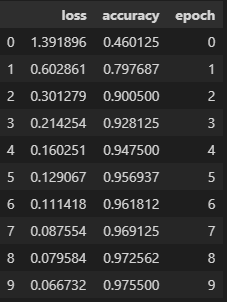 loss accuracy epoch
0 1.391896 0.460125 0
1 0.602861 0.797687 1
2 0.301279 0.900500 2
3 0.214254 0.928125 3
4 0.160251 0.947500 4
5 0.129067 0.956937 5
6 0.111418 0.961812 6
7 0.087554 0.969125 7
8 0.079584 0.972562 8
9 0.066732 0.975500 9